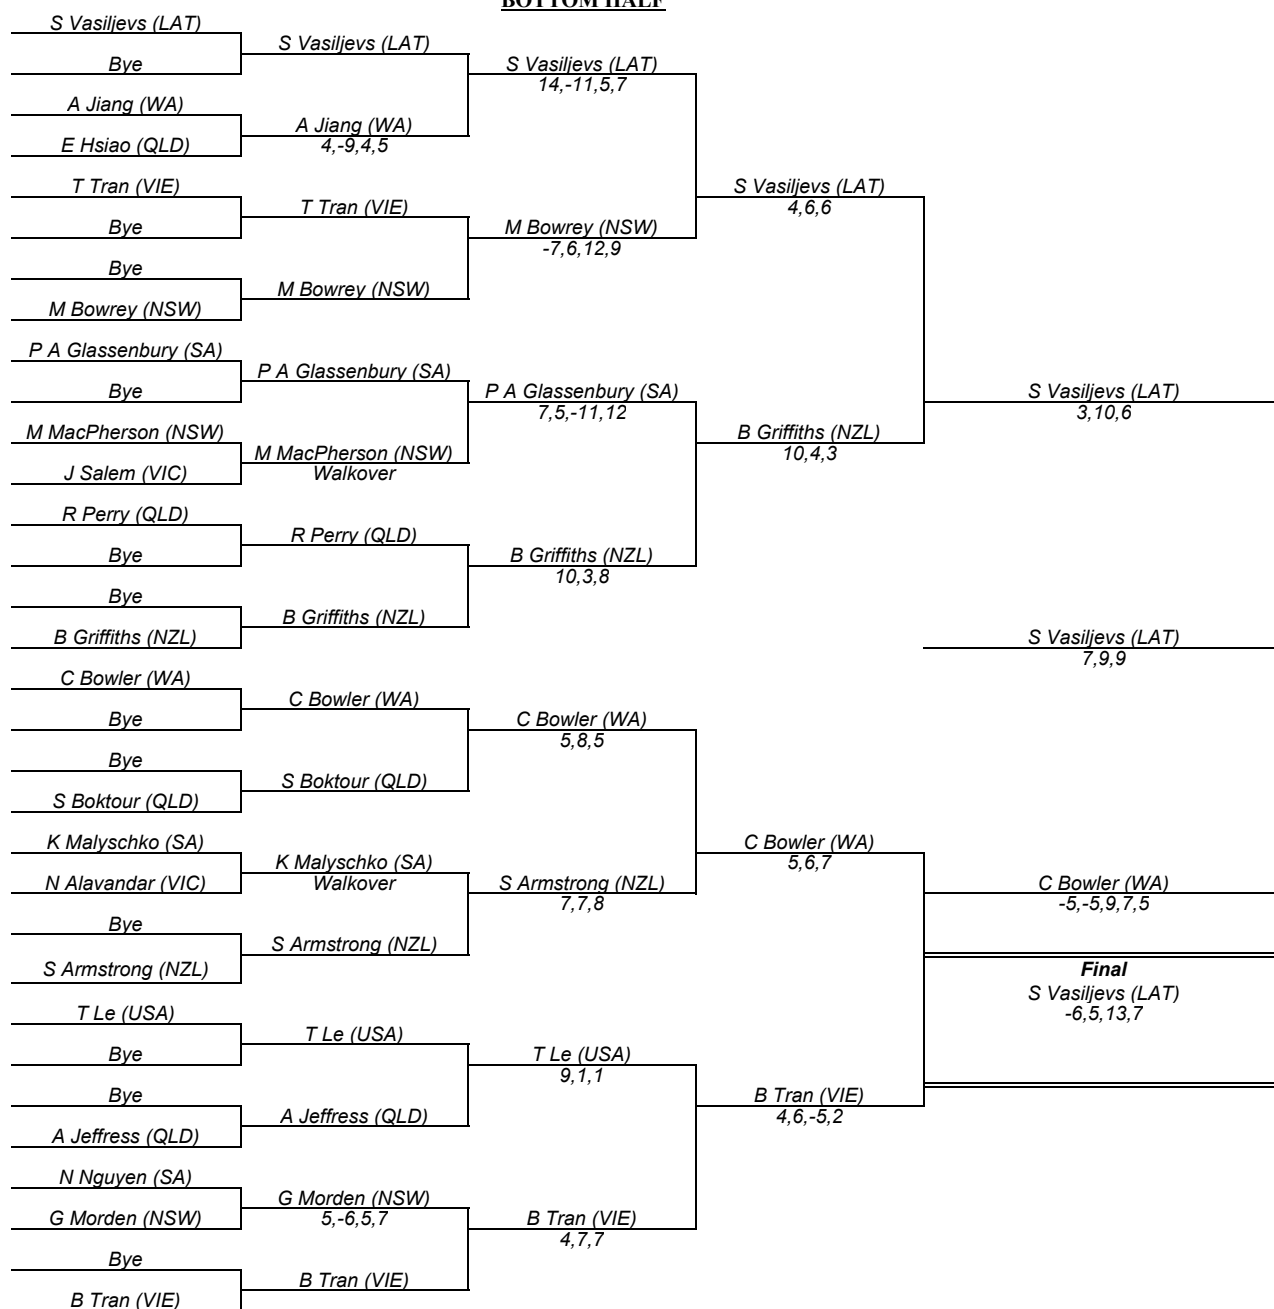 BOTTOM HALF
S Vasiljevs (LAT)
Bye
A Jiang (WA)
E Hsiao (QLD)
T Tran (VIE)
Bye
Bye
M Bowrey (NSW)
P A Glassenbury (SA)
Bye
M MacPherson (NSW)
J Salem (VIC)
R Perry (QLD)
Bye
Bye
B Griffiths (NZL)
C Bowler (WA)
Bye
Bye
S Boktour (QLD)
K Malyschko (SA)
N Alavandar (VIC)
Bye
S Armstrong (NZL)
T Le (USA)
Bye
Bye
A Jeffress (QLD)
N Nguyen (SA)
G Morden (NSW)
Bye
B Tran (VIE)
S Vasiljevs (LAT)
A Jiang (WA)
4,-9,4,5
T Tran (VIE)
M Bowrey (NSW)
P A Glassenbury (SA)
M MacPherson (NSW)
Walkover
R Perry (QLD)
B Griffiths (NZL)
C Bowler (WA)
S Boktour (QLD)
K Malyschko (SA)
Walkover
S Armstrong (NZL)
T Le (USA)
A Jeffress (QLD)
G Morden (NSW)
5,-6,5,7
B Tran (VIE)
S Vasiljevs (LAT)
14,-11,5,7
M Bowrey (NSW)
-7,6,12,9
P A Glassenbury (SA)
7,5,-11,12
B Griffiths (NZL)
10,3,8
C Bowler (WA)
5,8,5
S Armstrong (NZL)
7,7,8
T Le (USA)
9,1,1
B Tran (VIE)
4,7,7
S Vasiljevs (LAT)
4,6,6
B Griffiths (NZL)
10,4,3
C Bowler (WA)
5,6,7
B Tran (VIE)
4,6,-5,2
S Vasiljevs (LAT)
3,10,6
S Vasiljevs (LAT)
7,9,9
C Bowler (WA)
-5,-5,9,7,5
Final
S Vasiljevs (LAT)
-6,5,13,7